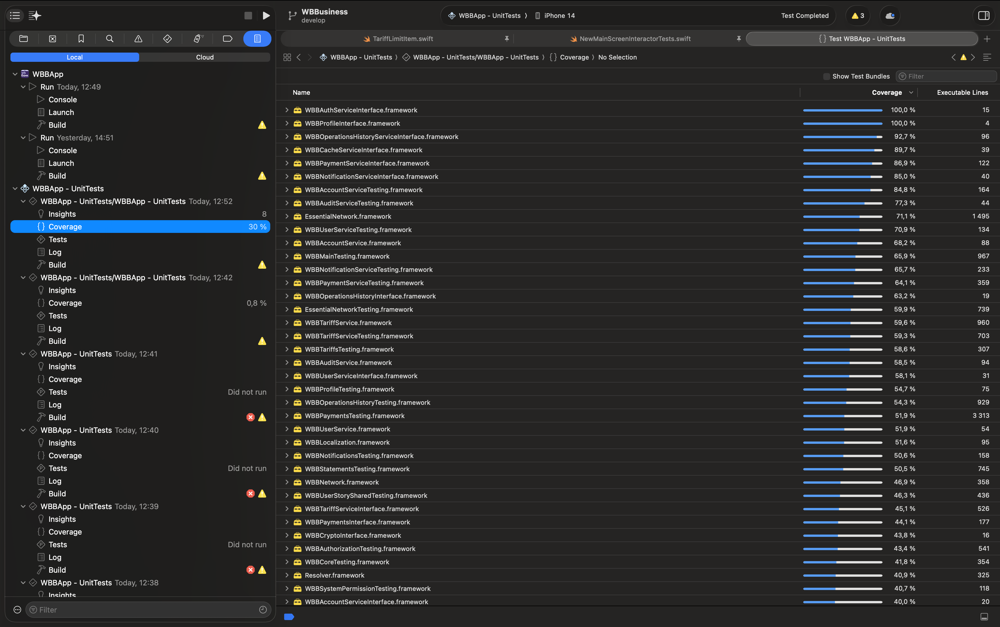 WBBusiness
develop
WBBApp - UnitTests 〉 iPhone 14
Test Completed
3
TariffLimitItem.swift
NewMainScreenInteractorTests.swift
{ } Test WBBApp - UnitTests
Local
Cloud
WBBApp - UnitTests 〉 WBBApp - UnitTests/WBBApp - UnitTests 〉 { } Coverage 〉 No Selection
Show Test Bundles
Filter
wb банк WBBApp
Run Today, 12:49
Console
Launch
Build
Run Yesterday, 14:51
Console
Launch
Build
WBBApp - UnitTests
WBBApp - UnitTests/WBBApp - UnitTests Today, 12:52
Insights 8
{ } Coverage 30 %
Tests
Log
Build
WBBApp - UnitTests/WBBApp - UnitTests Today, 12:42
Insights
{ } Coverage 0,8 %
Tests
Log
Build
WBBApp - UnitTests Today, 12:41
Insights
{ } Coverage
Tests Did not run
Log
Build
WBBApp - UnitTests Today, 12:40
Insights
{ } Coverage
Tests Did not run
Log
Build
WBBApp - UnitTests Today, 12:39
Insights
{ } Coverage
Tests Did not run
Log
Build
WBBApp - UnitTests Today, 12:38
Insights
Filter
Name Coverage Executable Lines
WBBAuthServiceInterface.framework 100,0 % 15
WBBProfileInterface.framework 100,0 % 4
WBBOperationsHistoryServiceInterface.framework 92,7 % 96
WBBCacheServiceInterface.framework 89,7 % 39
WBBPaymentServiceInterface.framework 86,9 % 122
WBBNotificationServiceInterface.framework 85,0 % 40
WBBAccountServiceTesting.framework 84,8 % 164
WBBAuditServiceTesting.framework 77,3 % 44
EssentialNetwork.framework 71,1 % 1 495
WBBUserServiceTesting.framework 70,9 % 134
WBBAccountService.framework 68,2 % 88
WBBMainTesting.framework 65,9 % 967
WBBNotificationServiceTesting.framework 65,7 % 233
WBBPaymentServiceTesting.framework 64,1 % 359
WBBOperationsHistoryInterface.framework 63,2 % 19
EssentialNetworkTesting.framework 59,9 % 739
WBBTariffService.framework 59,6 % 960
WBBTariffServiceTesting.framework 59,3 % 703
WBBTariffsTesting.framework 58,6 % 307
WBBAuditService.framework 58,5 % 94
WBBUserServiceInterface.framework 58,1 % 31
WBBProfileTesting.framework 54,7 % 75
WBBOperationsHistoryTesting.framework 54,3 % 929
WBBPaymentsTesting.framework 51,9 % 3 313
WBBUserService.framework 51,9 % 54
WBBLocalization.framework 51,6 % 95
WBBNotificationsTesting.framework 50,6 % 158
WBBStatementsTesting.framework 50,5 % 745
WBBNetwork.framework 46,9 % 358
WBBUserStorySharedTesting.framework 46,3 % 436
WBBTariffServiceInterface.framework 45,1 % 526
WBBPaymentsInterface.framework 44,1 % 177
WBBCryptoInterface.framework 43,8 % 16
WBBAuthorizationTesting.framework 43,4 % 541
WBBCoreTesting.framework 41,8 % 354
Resolver.framework 40,9 % 325
WBBSystemPermissionTesting.framework 40,7 % 118
WBBAccountServiceInterface.framework 40,0 % 20